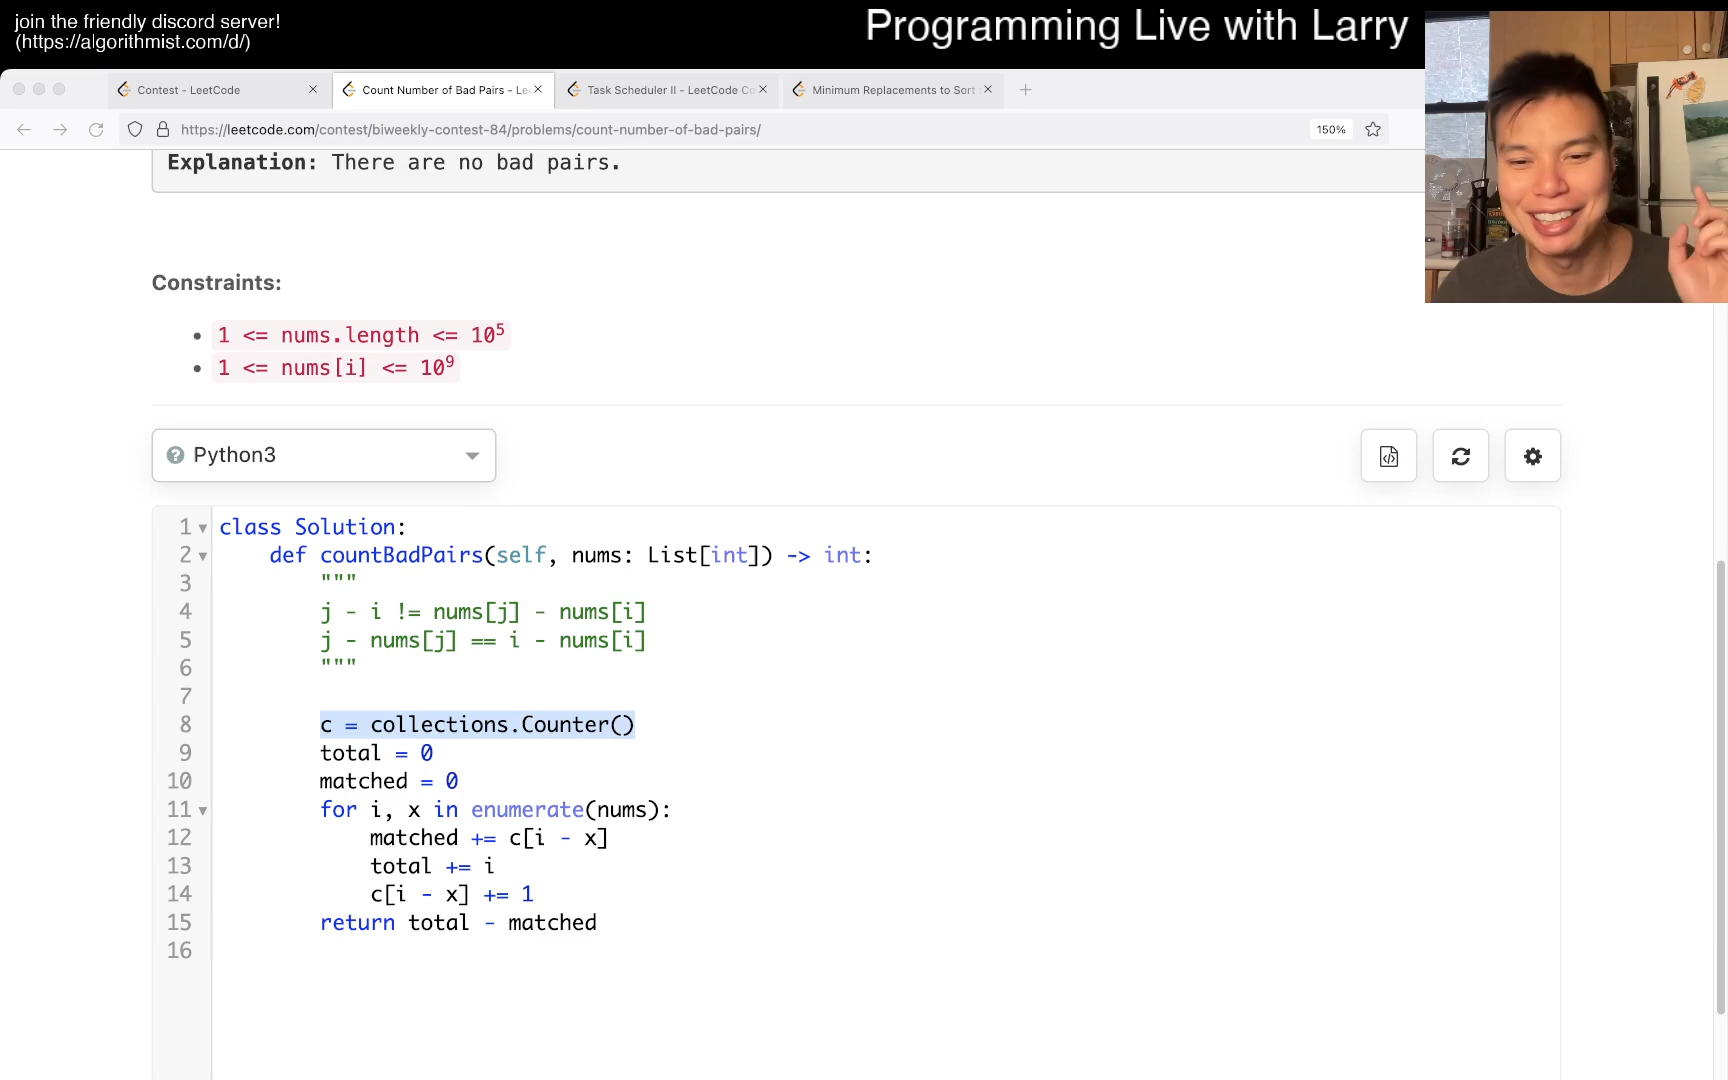 join the friendly discord server!
(https://algorithmist.com/d/)
Programming Live with Larry
Contest - LeetCode
Count Number of Bad Pairs - Le
Task Scheduler II - LeetCode Co
Minimum Replacements to Sort
https://leetcode.com/contest/biweekly-contest-84/problems/count-number-of-bad-pairs/
150%
Explanation: There are no bad pairs.
Constraints:
• 1 <= nums.length <= 10⁵
• 1 <= nums[i] <= 10⁹
Python3
1 class Solution:
2     def countBadPairs(self, nums: List[int]) -> int:
3         """
4         j - i != nums[j] - nums[i]
5         j - nums[j] == i - nums[i]
6         """
7
8         c = collections.Counter()
9         total = 0
10         matched = 0
11         for i, x in enumerate(nums):
12             matched += c[i - x]
13             total += i
14             c[i - x] += 1
15         return total - matched
16